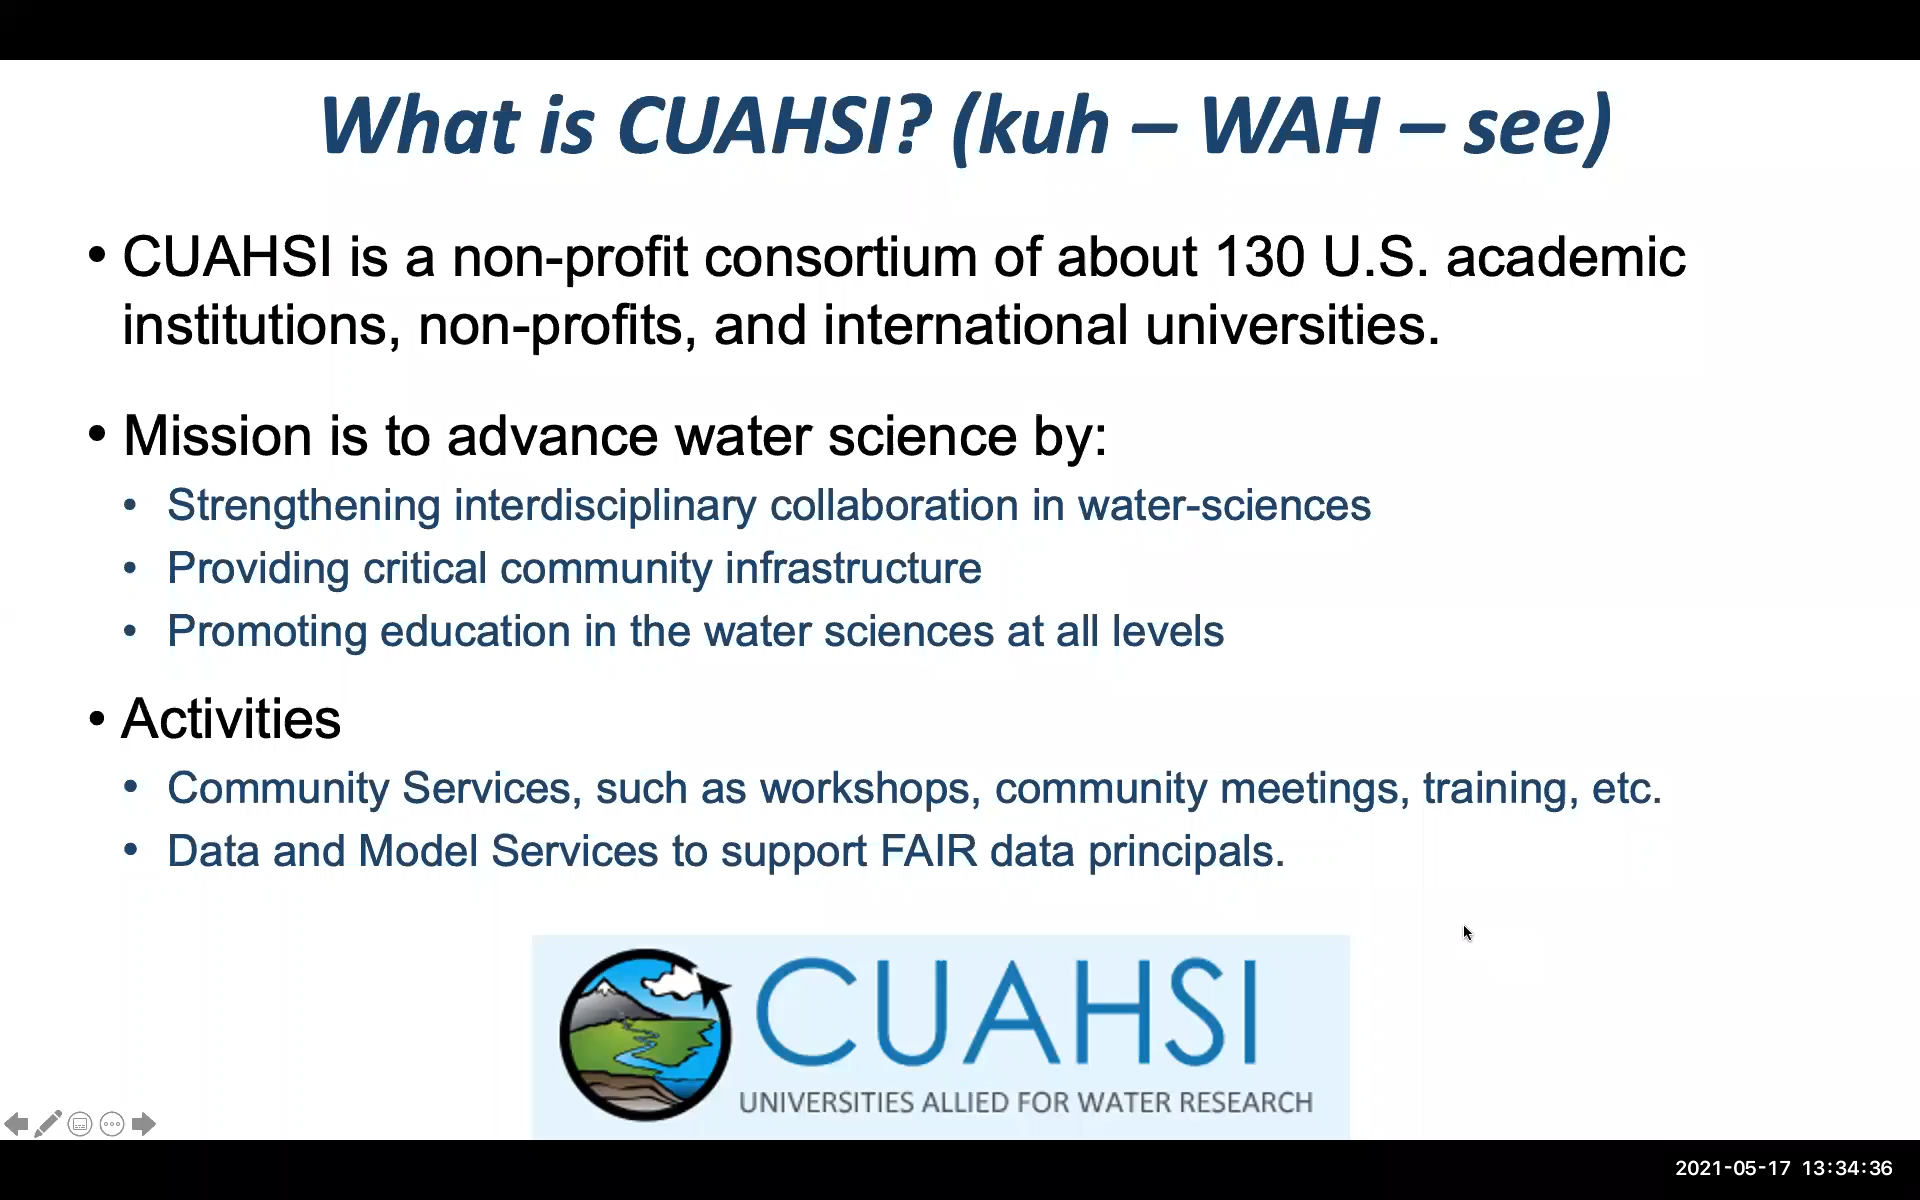 What is CUAHSI? (kuh – WAH – see)
• CUAHSI is a non-profit consortium of about 130 U.S. academic
institutions, non-profits, and international universities.
• Mission is to advance water science by:
• Strengthening interdisciplinary collaboration in water-sciences
• Providing critical community infrastructure
• Promoting education in the water sciences at all levels
• Activities
• Community Services, such as workshops, community meetings, training, etc.
• Data and Model Services to support FAIR data principals.
CUAHSI
UNIVERSITIES ALLIED FOR WATER RESEARCH
2021-05-17 13:34:36